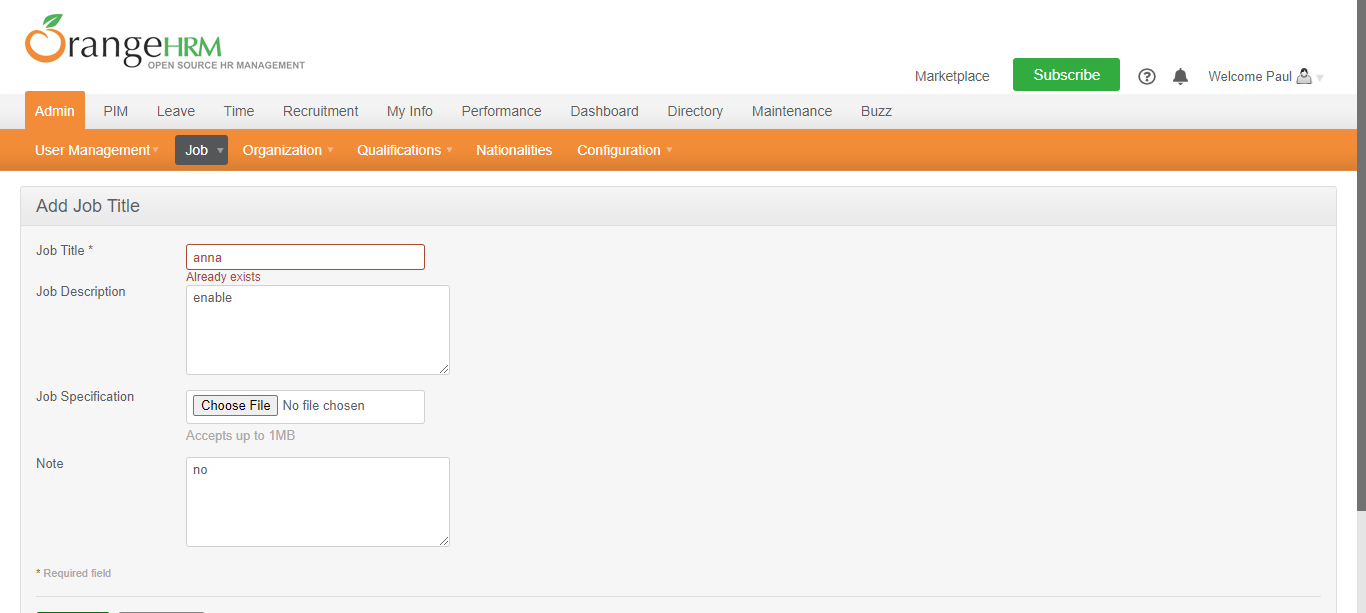 OrangeHRM
OPEN SOURCE HR MANAGEMENT
Marketplace Subscribe ? Welcome Paul
Admin PIM Leave Time Recruitment My Info Performance Dashboard Directory Maintenance Buzz
User Management Job Organization Qualifications Nationalities Configuration
Add Job Title
Job Title * anna
Already exists
Job Description enable
Job Specification Choose File No file chosen
Accepts up to 1MB
Note no
* Required field